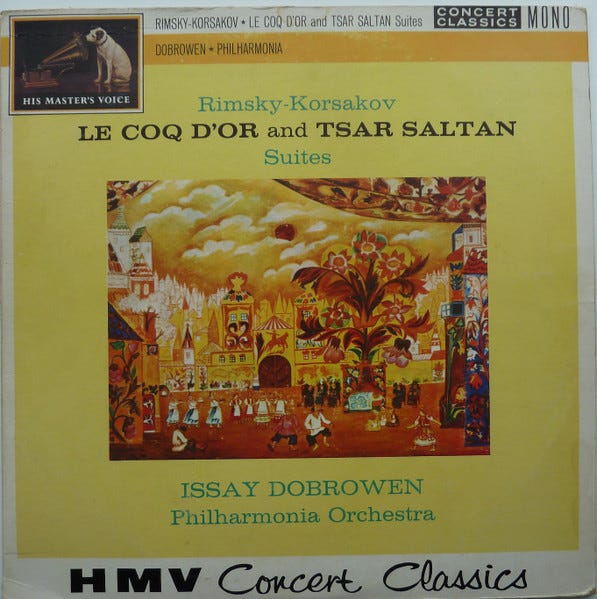 RIMSKY-KORSAKOV ★ LE COQ D'OR and TSAR SALTAN Suites
CONCERT CLASSICS MONO
DOBROWEN ★ PHILHARMONIA
HIS MASTER'S VOICE
Rimsky-Korsakov
LE COQ D'OR and TSAR SALTAN
Suites
ISSAY DOBROWEN
Philharmonia Orchestra
HMV Concert Classics